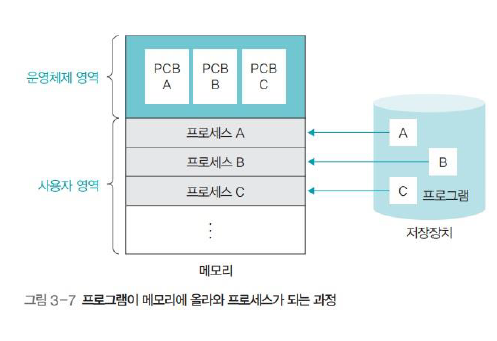 운영체제 영역
PCB
A
PCB
B
PCB
C
사용자 영역
프로세스 A
프로세스 B
프로세스 C
⋮
메모리
A
B
C
프로그램
저장장치
그림 3-7 프로그램이 메모리에 올라와 프로세스가 되는 과정